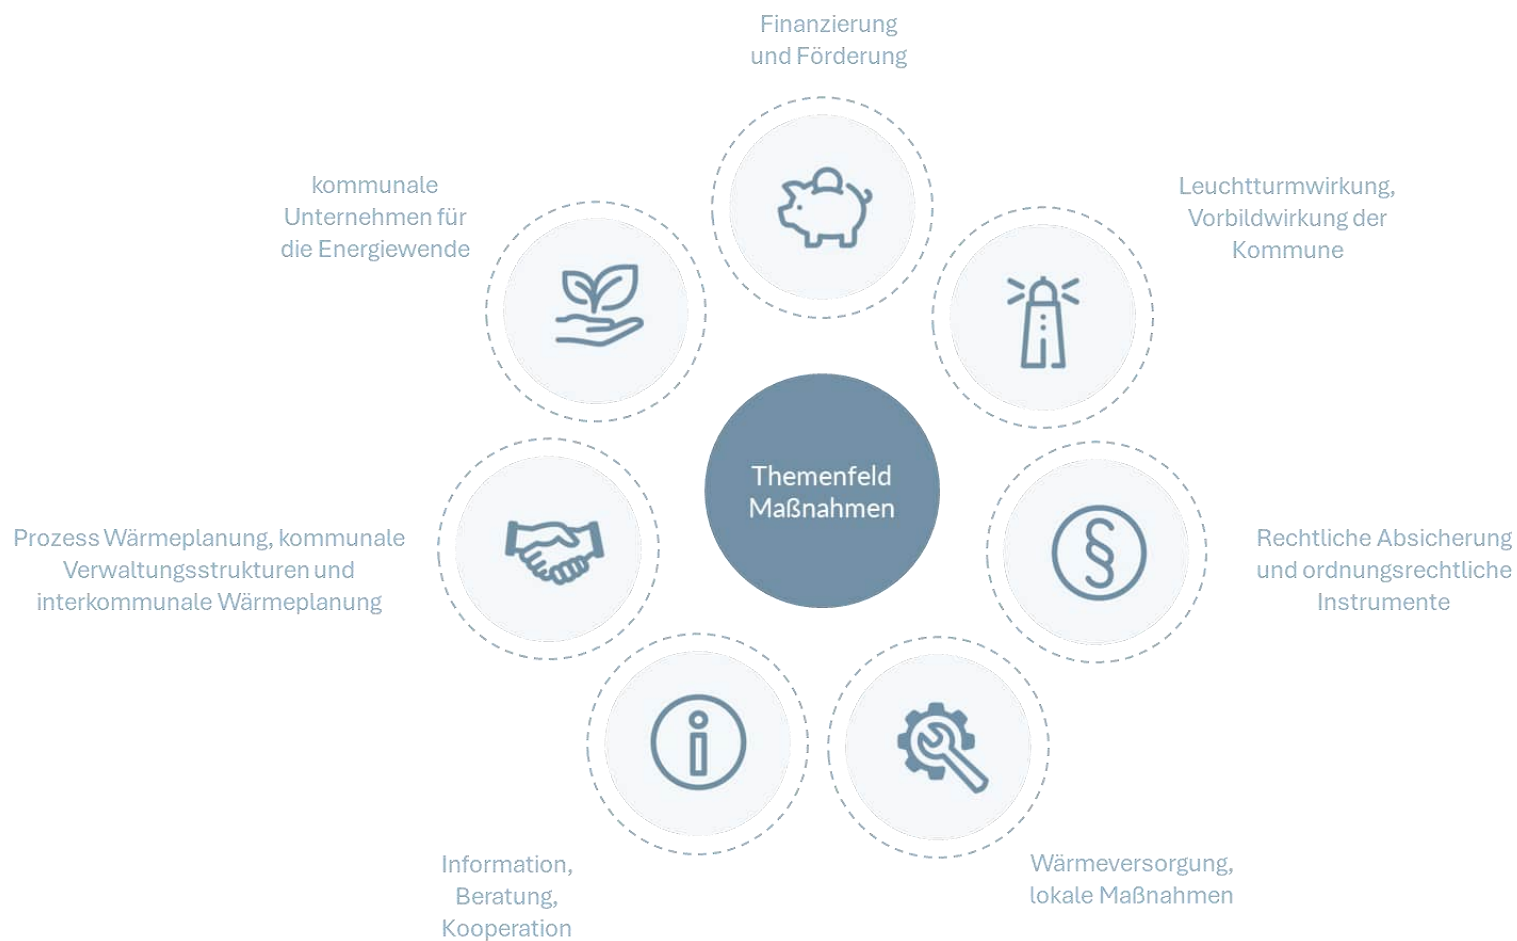 Finanzierung
und Förderung
kommunale
Unternehmen für
die Energiewende
Leuchtturmwirkung,
Vorbildwirkung der
Kommune
Themenfeld
Maßnahmen
Prozess Wärmeplanung, kommunale
Verwaltungsstrukturen und
interkommunale Wärmeplanung
Rechtliche Absicherung
und ordnungsrechtliche
Instrumente
Information,
Beratung,
Kooperation
Wärmeversorgung,
lokale Maßnahmen